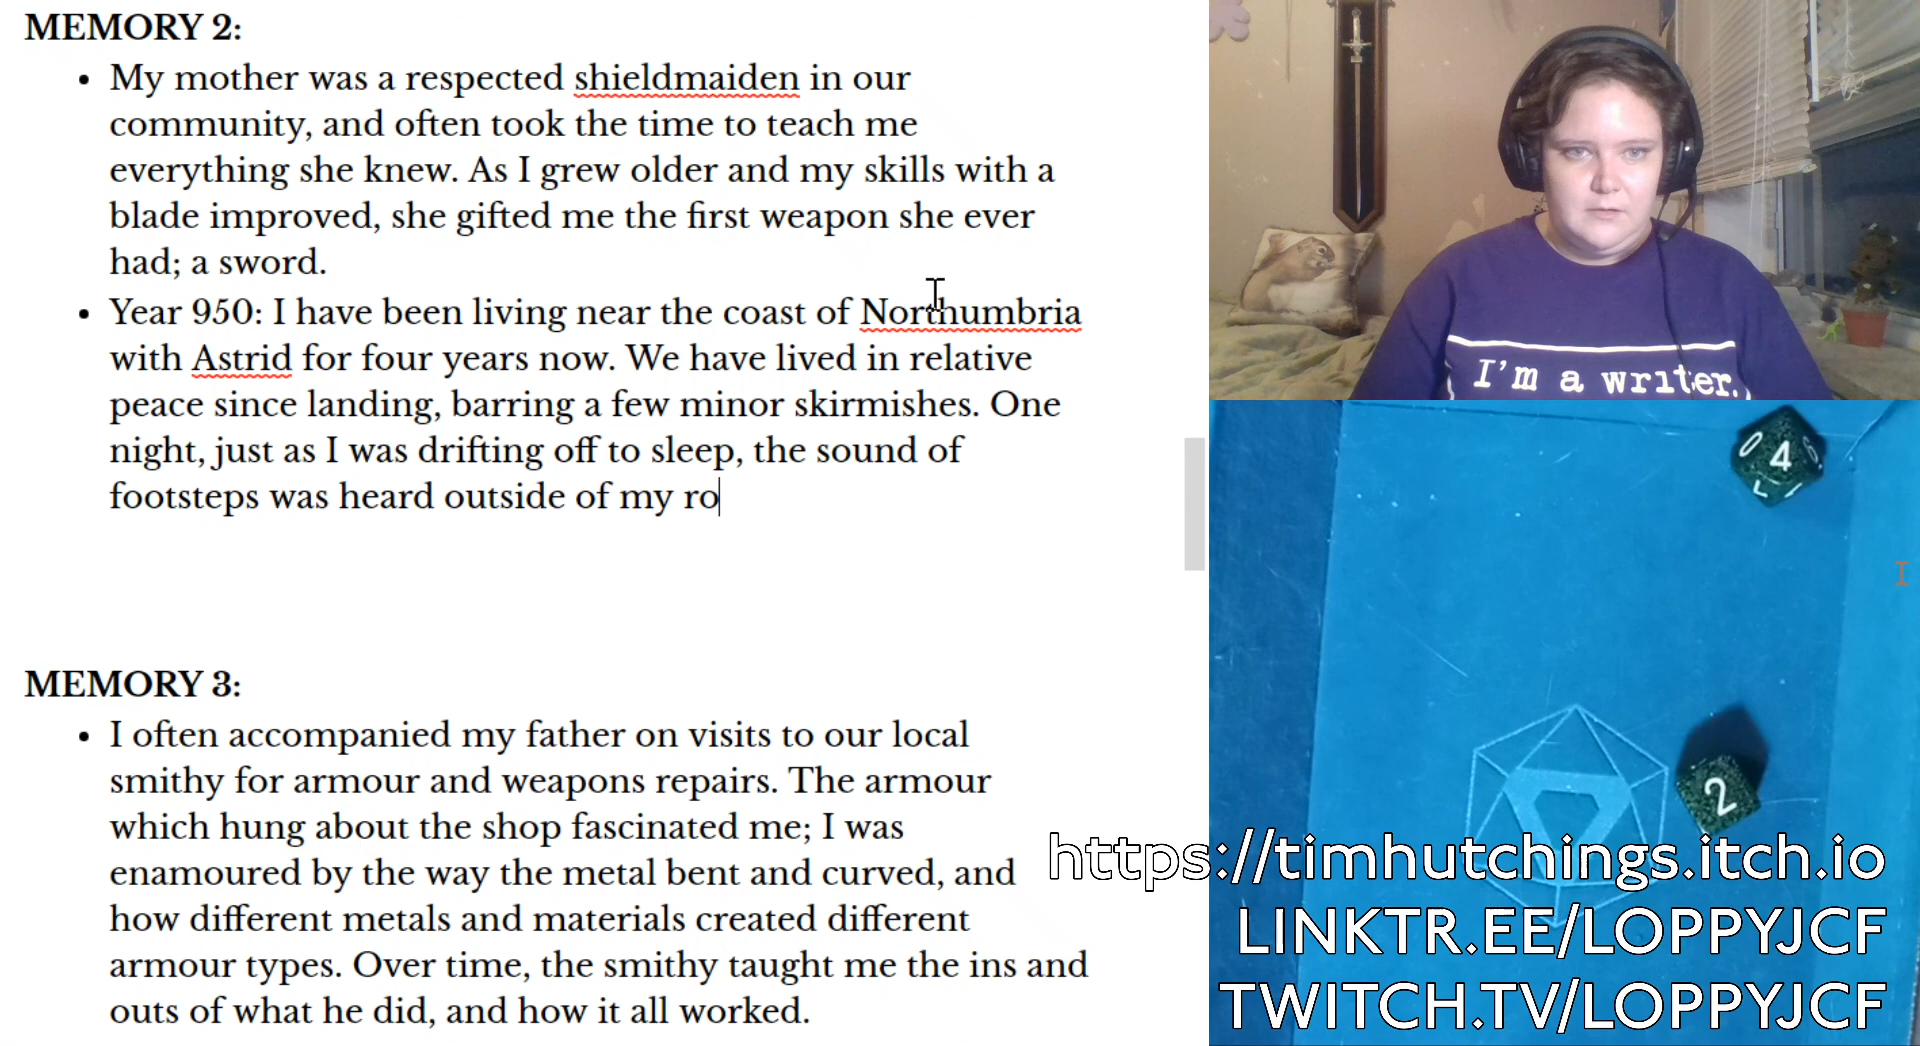 MEMORY 2:
• My mother was a respected shieldmaiden in our
community, and often took the time to teach me
everything she knew. As I grew older and my skills with a
blade improved, she gifted me the first weapon she ever
had; a sword.
• Year 950: I have been living near the coast of Northumbria
with Astrid for four years now. We have lived in relative
peace since landing, barring a few minor skirmishes. One
night, just as I was drifting off to sleep, the sound of
footsteps was heard outside of my ro
MEMORY 3:
• I often accompanied my father on visits to our local
smithy for armour and weapons repairs. The armour
which hung about the shop fascinated me; I was
enamoured by the way the metal bent and curved, and
how different metals and materials created different
armour types. Over time, the smithy taught me the ins and
outs of what he did, and how it all worked.
I'm a writer.
4
2
https://timhutchings.itch.io
LINKTR.EE/LOPPYJCF
TWITCH.TV/LOPPYJCF